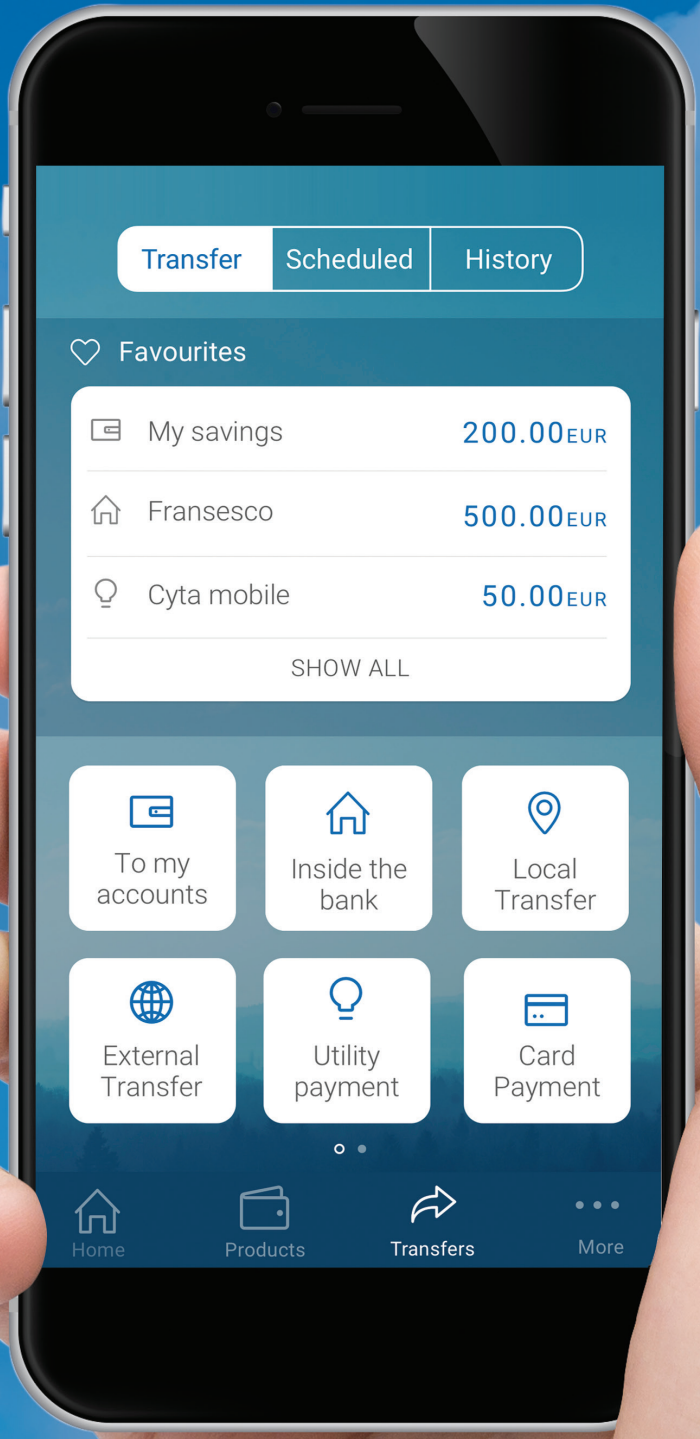 Transfer Scheduled History
Favourites
My savings 200.00EUR
Fransesco 500.00EUR
Cyta mobile 50.00EUR
SHOW ALL
To my
accounts
Inside the
bank
Local
Transfer
External
Transfer
Utility
payment
Card
Payment
Home Products Transfers More